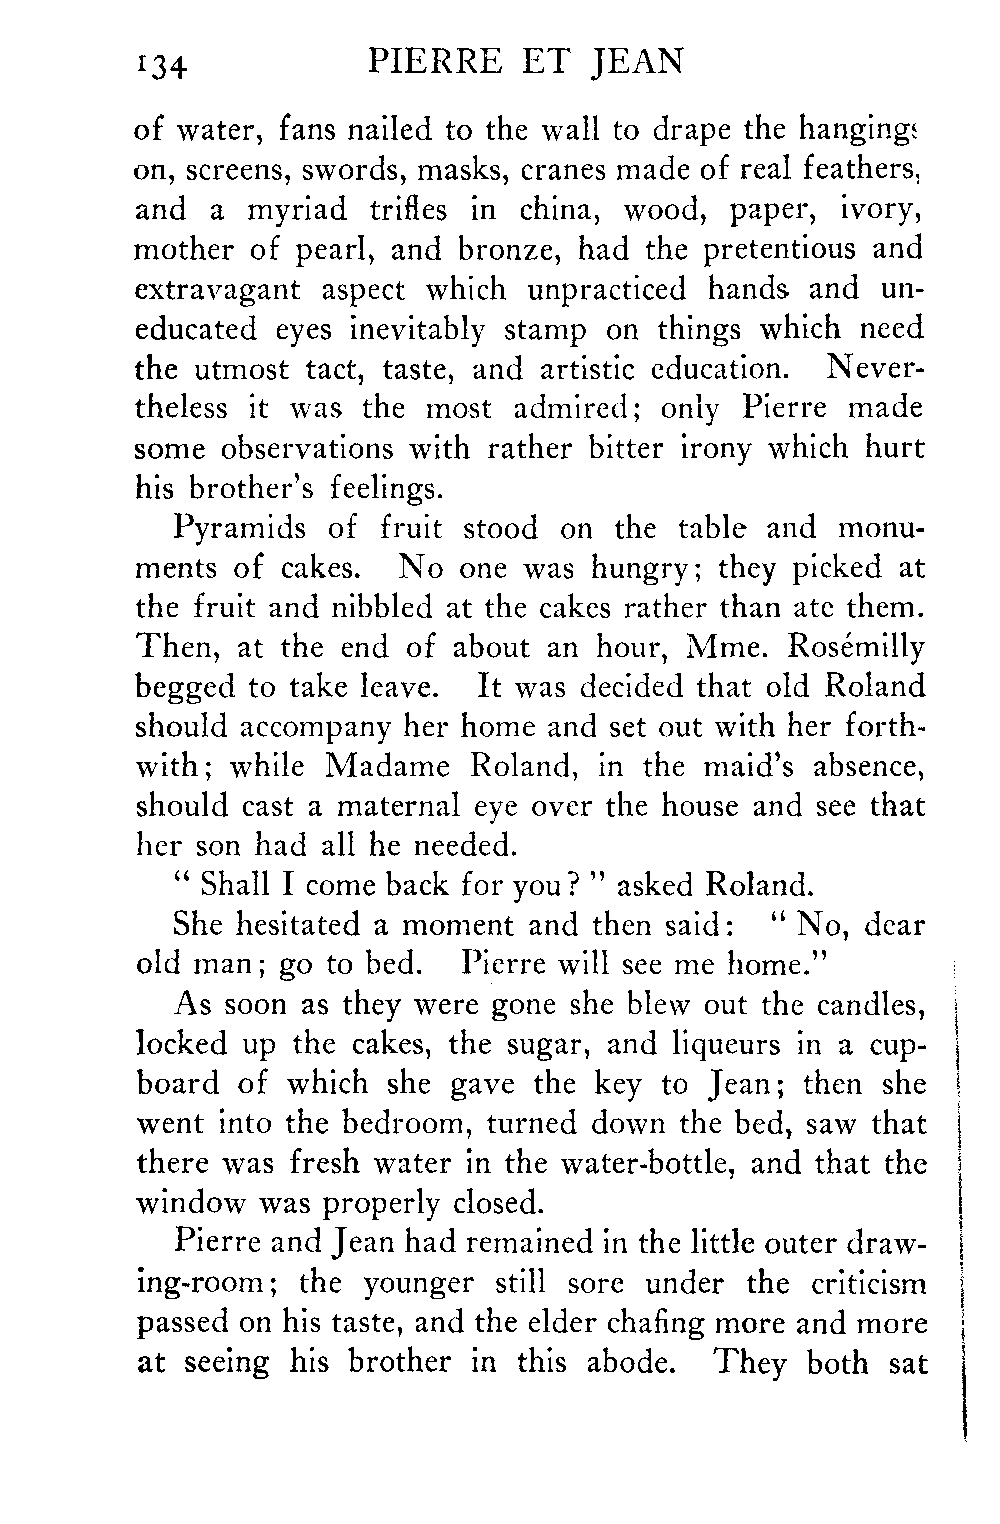 134 PIERRE ET JEAN
of water, fans nailed to the wall to drape the hangings
on, screens, swords, masks, cranes made of real feathers,
and a myriad trifles in china, wood, paper, ivory,
mother of pearl, and bronze, had the pretentious and
extravagant aspect which unpracticed hands and un-
educated eyes inevitably stamp on things which need
the utmost tact, taste, and artistic education. Never-
theless it was the most admired; only Pierre made
some observations with rather bitter irony which hurt
his brother's feelings.
Pyramids of fruit stood on the table and monu-
ments of cakes. No one was hungry; they picked at
the fruit and nibbled at the cakes rather than ate them.
Then, at the end of about an hour, Mme. Rosémilly
begged to take leave. It was decided that old Roland
should accompany her home and set out with her forth-
with; while Madame Roland, in the maid's absence,
should cast a maternal eye over the house and see that
her son had all he needed.
" Shall I come back for you? " asked Roland.
She hesitated a moment and then said: " No, dear
old man; go to bed. Pierre will see me home."
As soon as they were gone she blew out the candles,
locked up the cakes, the sugar, and liqueurs in a cup-
board of which she gave the key to Jean; then she
went into the bedroom, turned down the bed, saw that
there was fresh water in the water-bottle, and that the
window was properly closed.
Pierre and Jean had remained in the little outer draw-
ing-room; the younger still sore under the criticism
passed on his taste, and the elder chafing more and more
at seeing his brother in this abode. They both sat